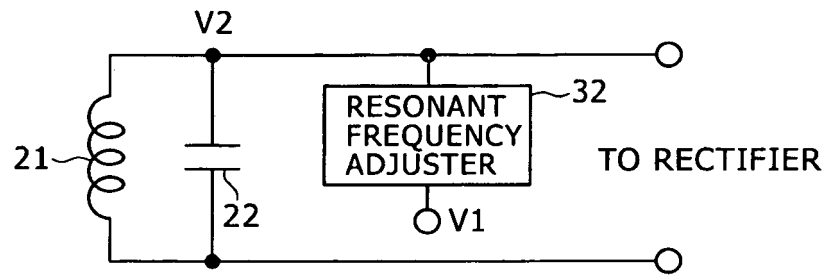 V2
32
RESONANT
FREQUENCY
ADJUSTER
21
22
TO RECTIFIER
V1